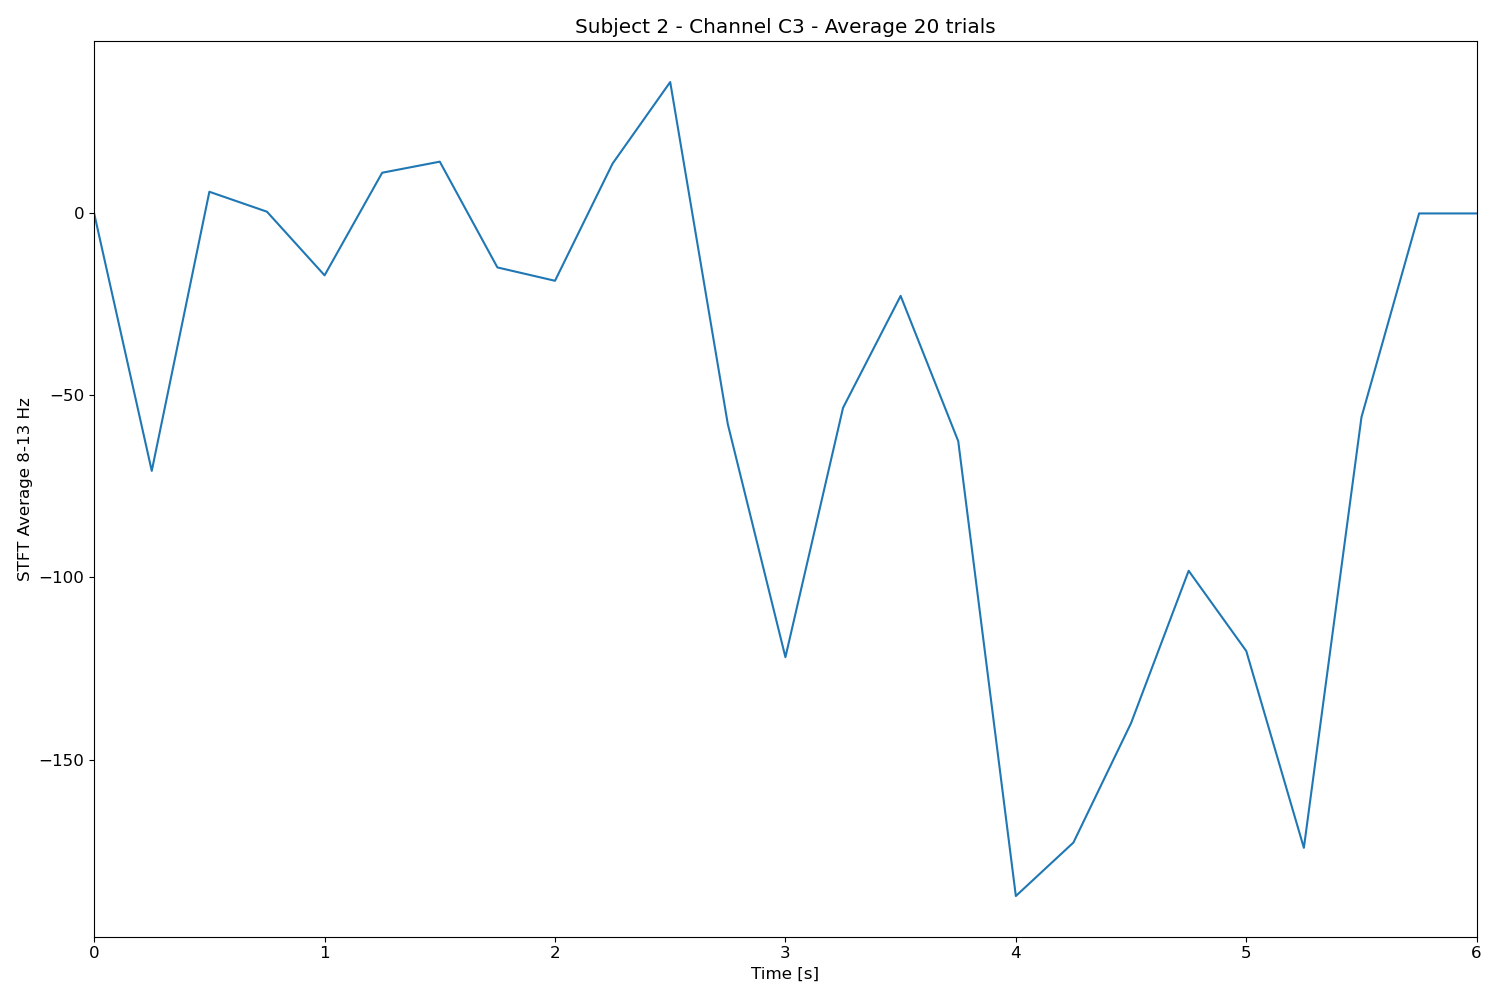 Subject 2 - Channel C3 - Average 20 trials
STFT Average 8-13 Hz
0
−50
−100
−150
0 1 2 3 4 5 6
Time [s]